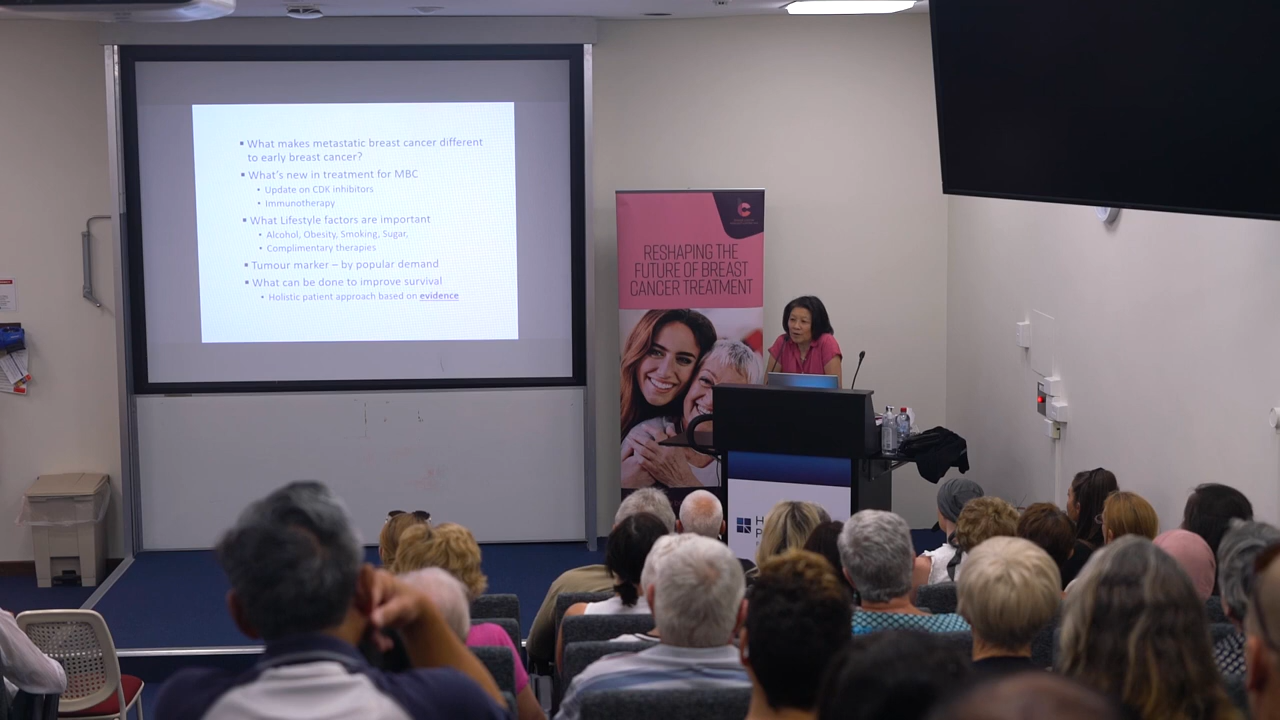 ▪ What makes metastatic breast cancer different
to early breast cancer?
▪ What's new in treatment for MBC
• Update on CDK inhibitors
• Immunotherapy
▪ What Lifestyle factors are important
• Alcohol, Obesity, Smoking, Sugar,
• Complimentary therapies
▪ Tumour marker – by popular demand
▪ What can be done to improve survival
• Holistic patient approach based on evidence
RESHAPING THE
FUTURE OF BREAST
CANCER TREATMENT